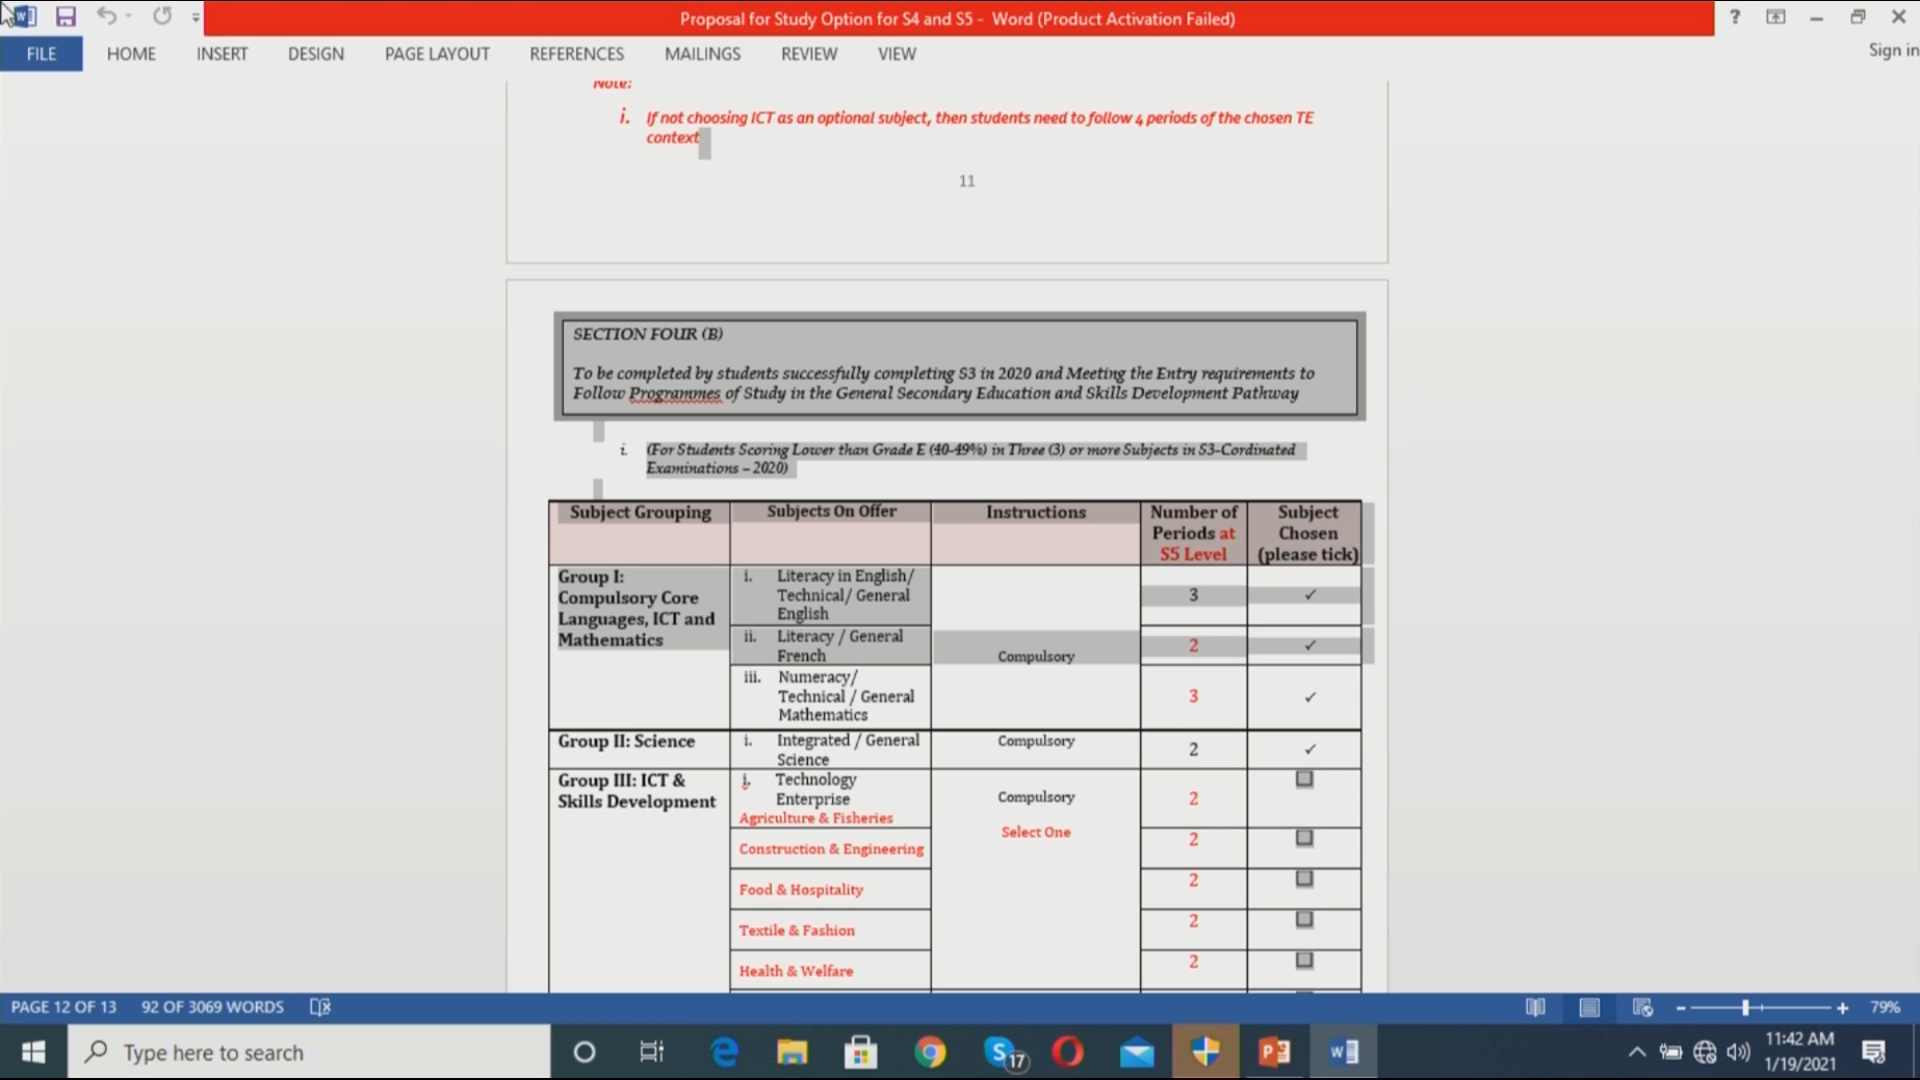 Proposal for Study Option for S4 and S5 - Word (Product Activation Failed)
FILE HOME INSERT DESIGN PAGE LAYOUT REFERENCES MAILINGS REVIEW VIEW Sign in
Note:
i. If not choosing ICT as an optional subject, then students need to follow 4 periods of the chosen TE
context
11
SECTION FOUR (B)
To be completed by students successfully completing S3 in 2020 and Meeting the Entry requirements to
Follow Programmes of Study in the General Secondary Education and Skills Development Pathway
i. (For Students Scoring Lower than Grade E (40-49%) in Three (3) or more Subjects in S3-Cordinated
Examinations – 2020)
Subject Grouping
Subjects On Offer
Instructions
Number of
Periods at
S5 Level
Subject
Chosen
(please tick)
Group I:
Compulsory Core
Languages, ICT and
Mathematics
i. Literacy in English/
Technical/ General
English
3 ✓
ii. Literacy / General
French
Compulsory
2 ✓
iii. Numeracy/
Technical / General
Mathematics
3 ✓
Group II: Science
i. Integrated / General
Science
Compulsory
2 ✓
Group III: ICT &
Skills Development
i. Technology
Enterprise
Agriculture & Fisheries
Compulsory
Select One
2
Construction & Engineering
2
Food & Hospitality
2
Textile & Fashion
2
Health & Welfare
2
PAGE 12 OF 13 92 OF 3069 WORDS 79%
Type here to search
17
11:42 AM
1/19/2021